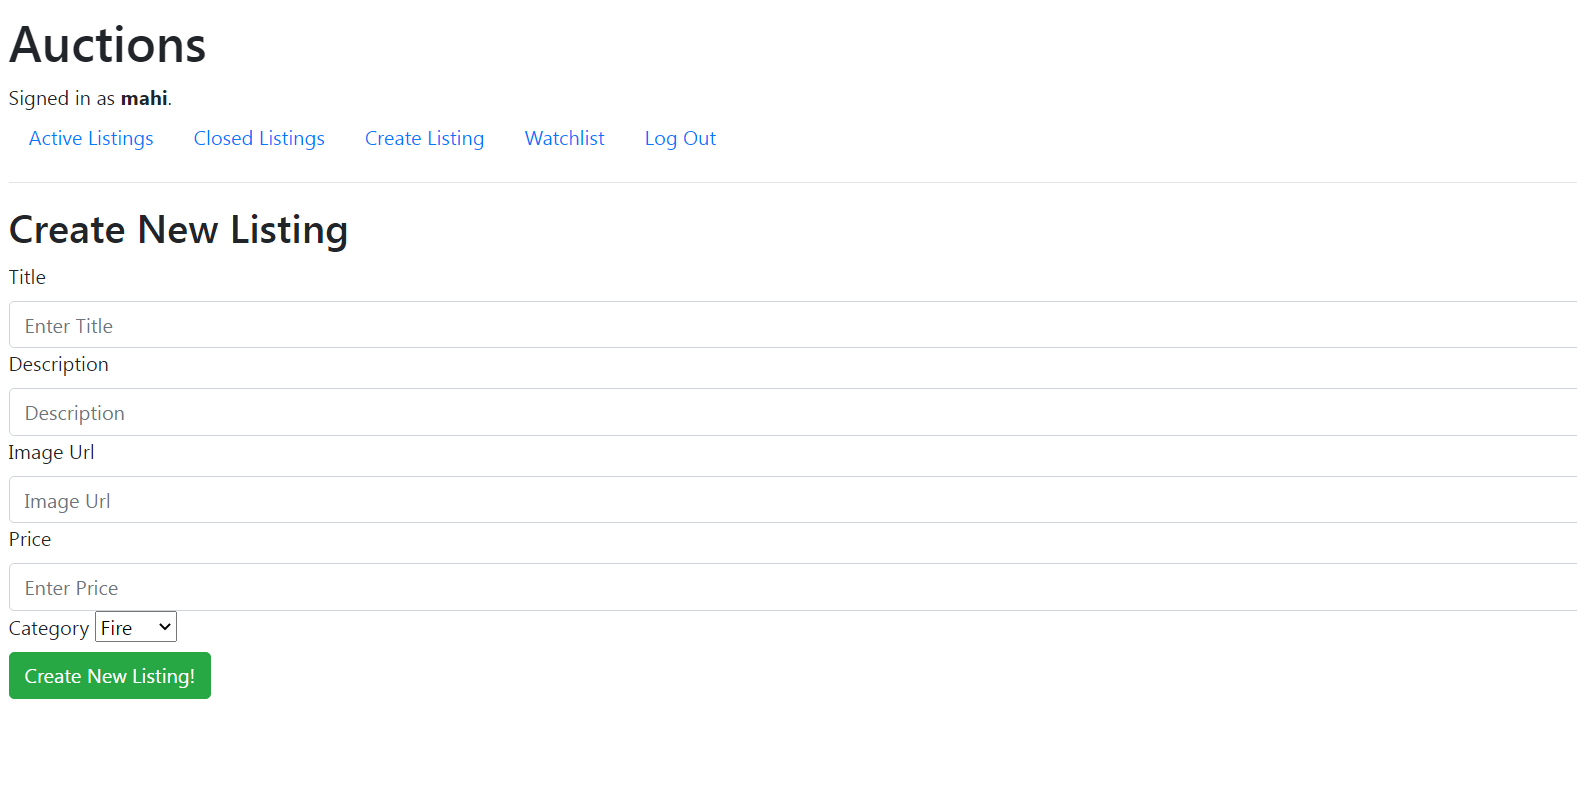 Auctions
Signed in as mahi.
Active Listings Closed Listings Create Listing Watchlist Log Out
Create New Listing
Title
Enter Title
Description
Description
Image Url
Image Url
Price
Enter Price
Category Fire
Create New Listing!